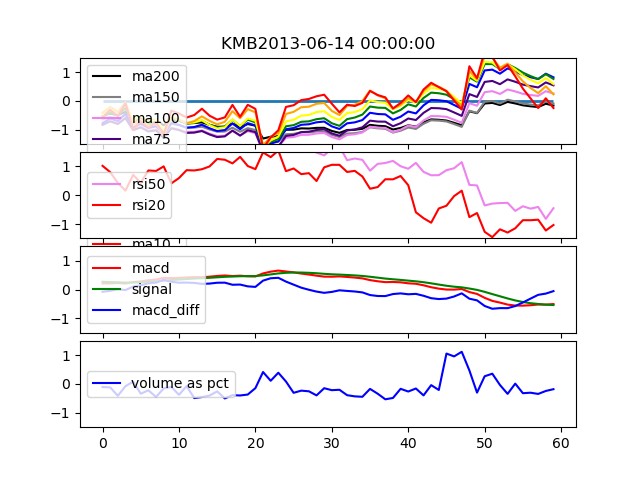 KMB2013-06-14 00:00:00
1
0
−1
ma200
ma150
ma100
ma75
1
0
−1
rsi50
rsi20
ma10
1
0
−1
macd
signal
macd_diff
1
0
−1
volume as pct
0 10 20 30 40 50 60